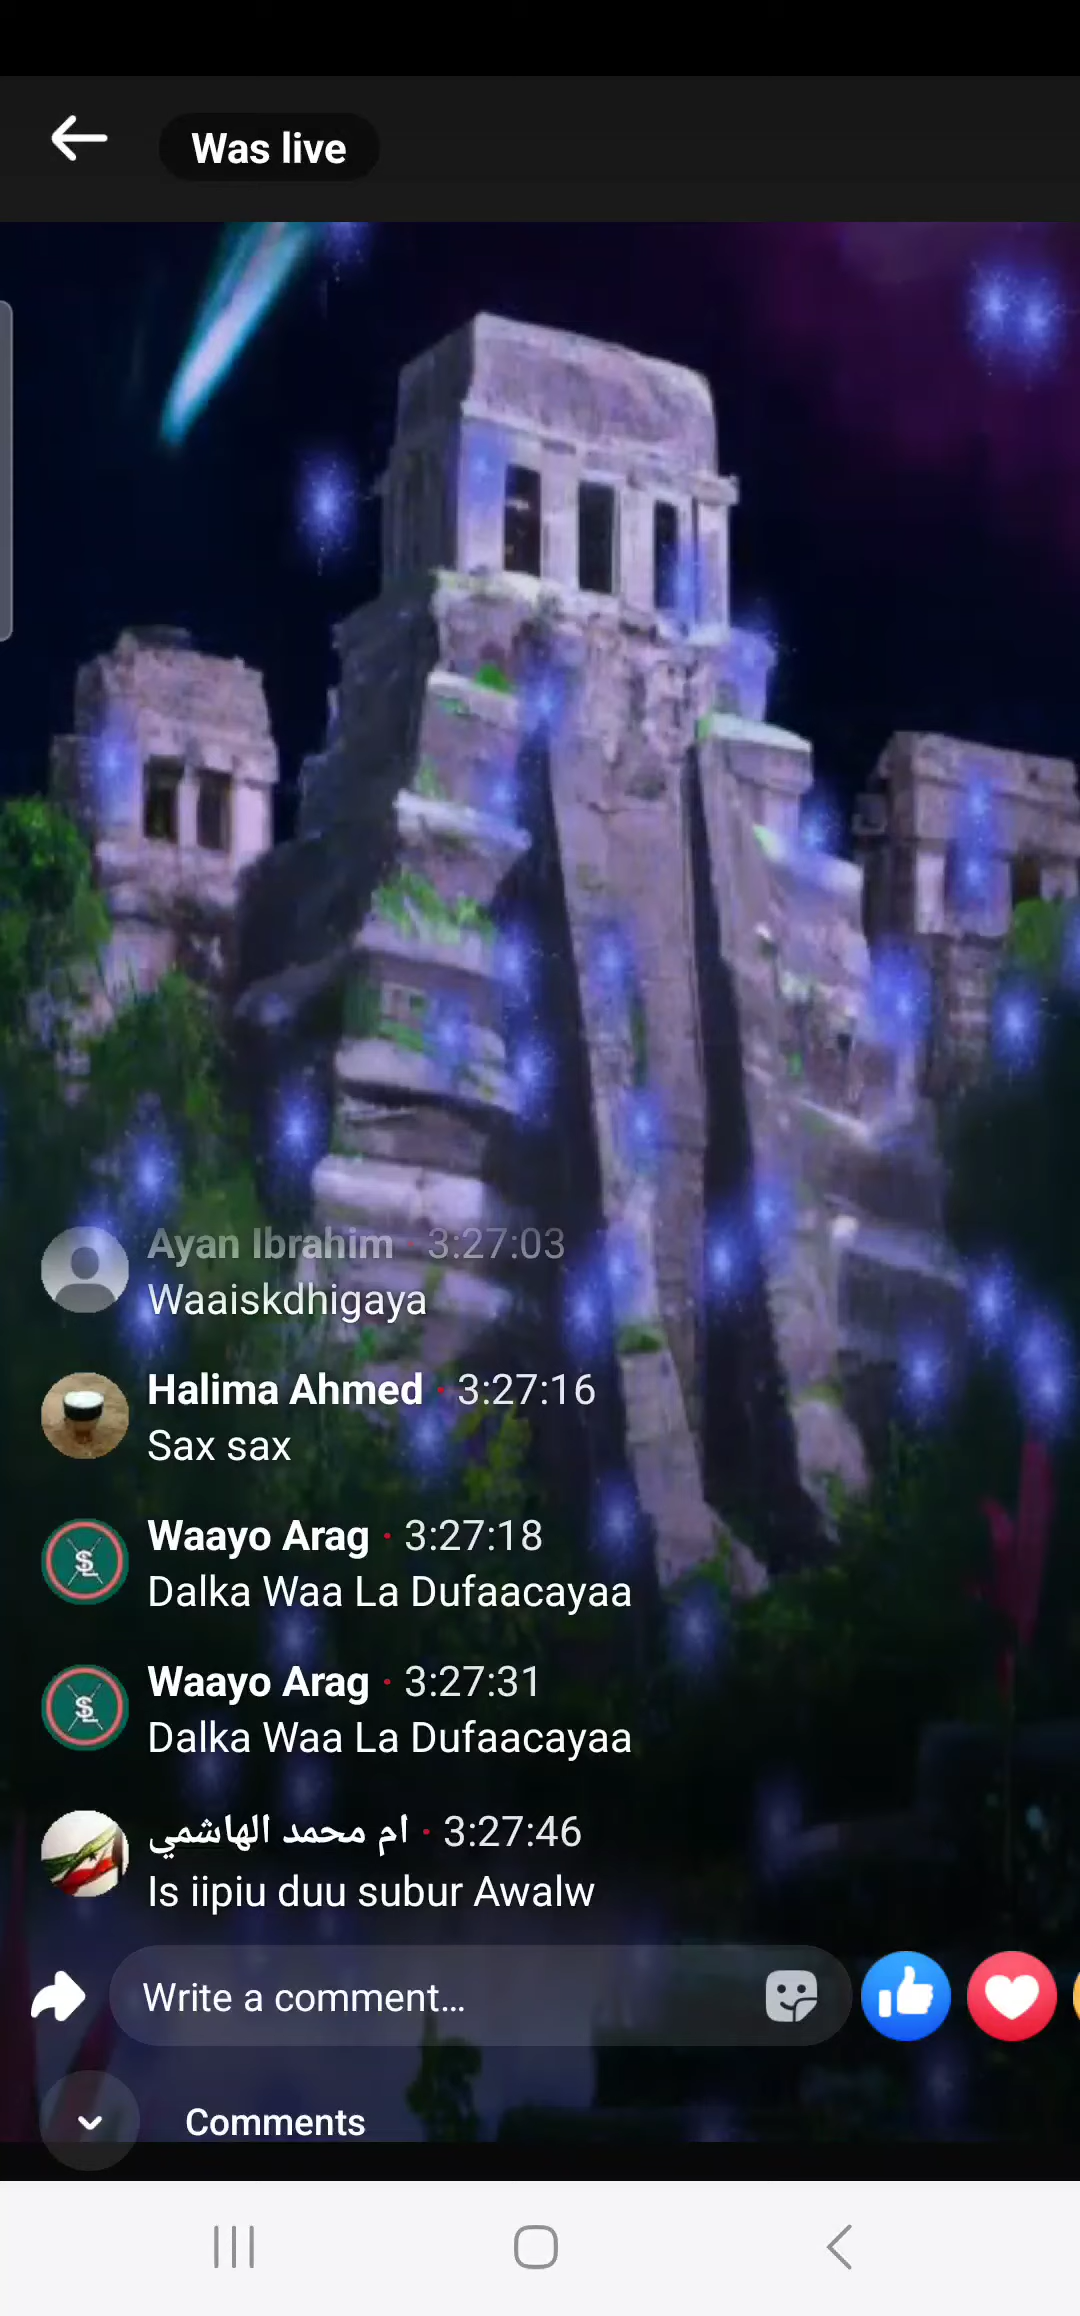 Was live
Ayan Ibrahim · 3:27:03
Waaiskdhigaya
Halima Ahmed · 3:27:16
Sax sax
Waayo Arag · 3:27:18
Dalka Waa La Dufaacayaa
Waayo Arag · 3:27:31
Dalka Waa La Dufaacayaa
ام محمد الهاشمي · 3:27:46
Is iipiu duu subur Awalw
Write a comment...
Comments